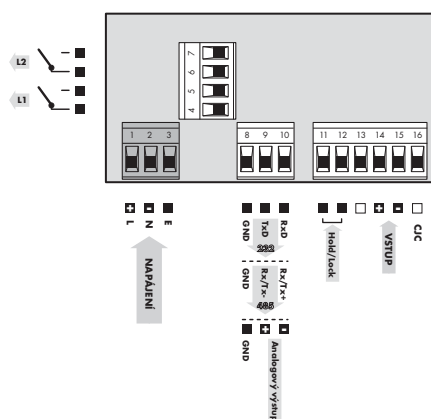 L2
L1
7
6
5
4
1 2 3
8 9 10
11 12 13 14 15 16
+ -
L N E
NAPÁJENÍ
GND TxD RxD
232
GND Rx/Tx- Rx/Tx+
485
+ -
GND
Analogový výstup
Hold/Lock
+ -
VSTUP
CJC